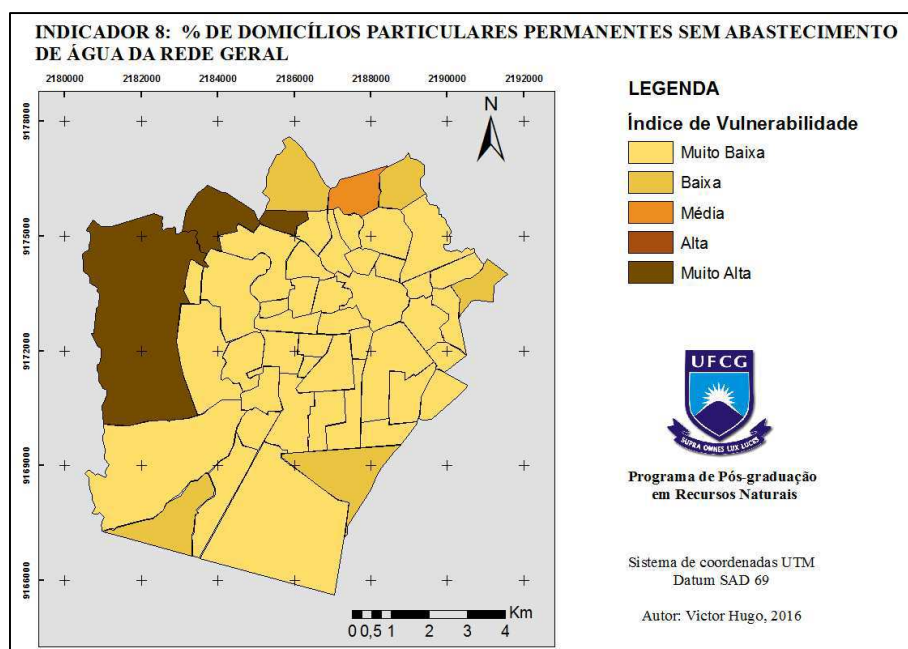 INDICADOR 8: % DE DOMICÍLIOS PARTICULARES PERMANENTES SEM ABASTECIMENTO
DE ÁGUA DA REDE GERAL
2180000 2182000 2184000 2186000 2188000 2190000 2192000
9178000
9175000
9172000
9169000
9166000
N
Km
0 0,5 1 2 3 4
LEGENDA
Índice de Vulnerabilidade
Muito Baixa
Baixa
Média
Alta
Muito Alta
UFCG
SUPRA OMNES LUX LUCES
Programa de Pós-graduação
em Recursos Naturais
Sistema de coordenadas UTM
Datum SAD 69
Autor: Victor Hugo, 2016